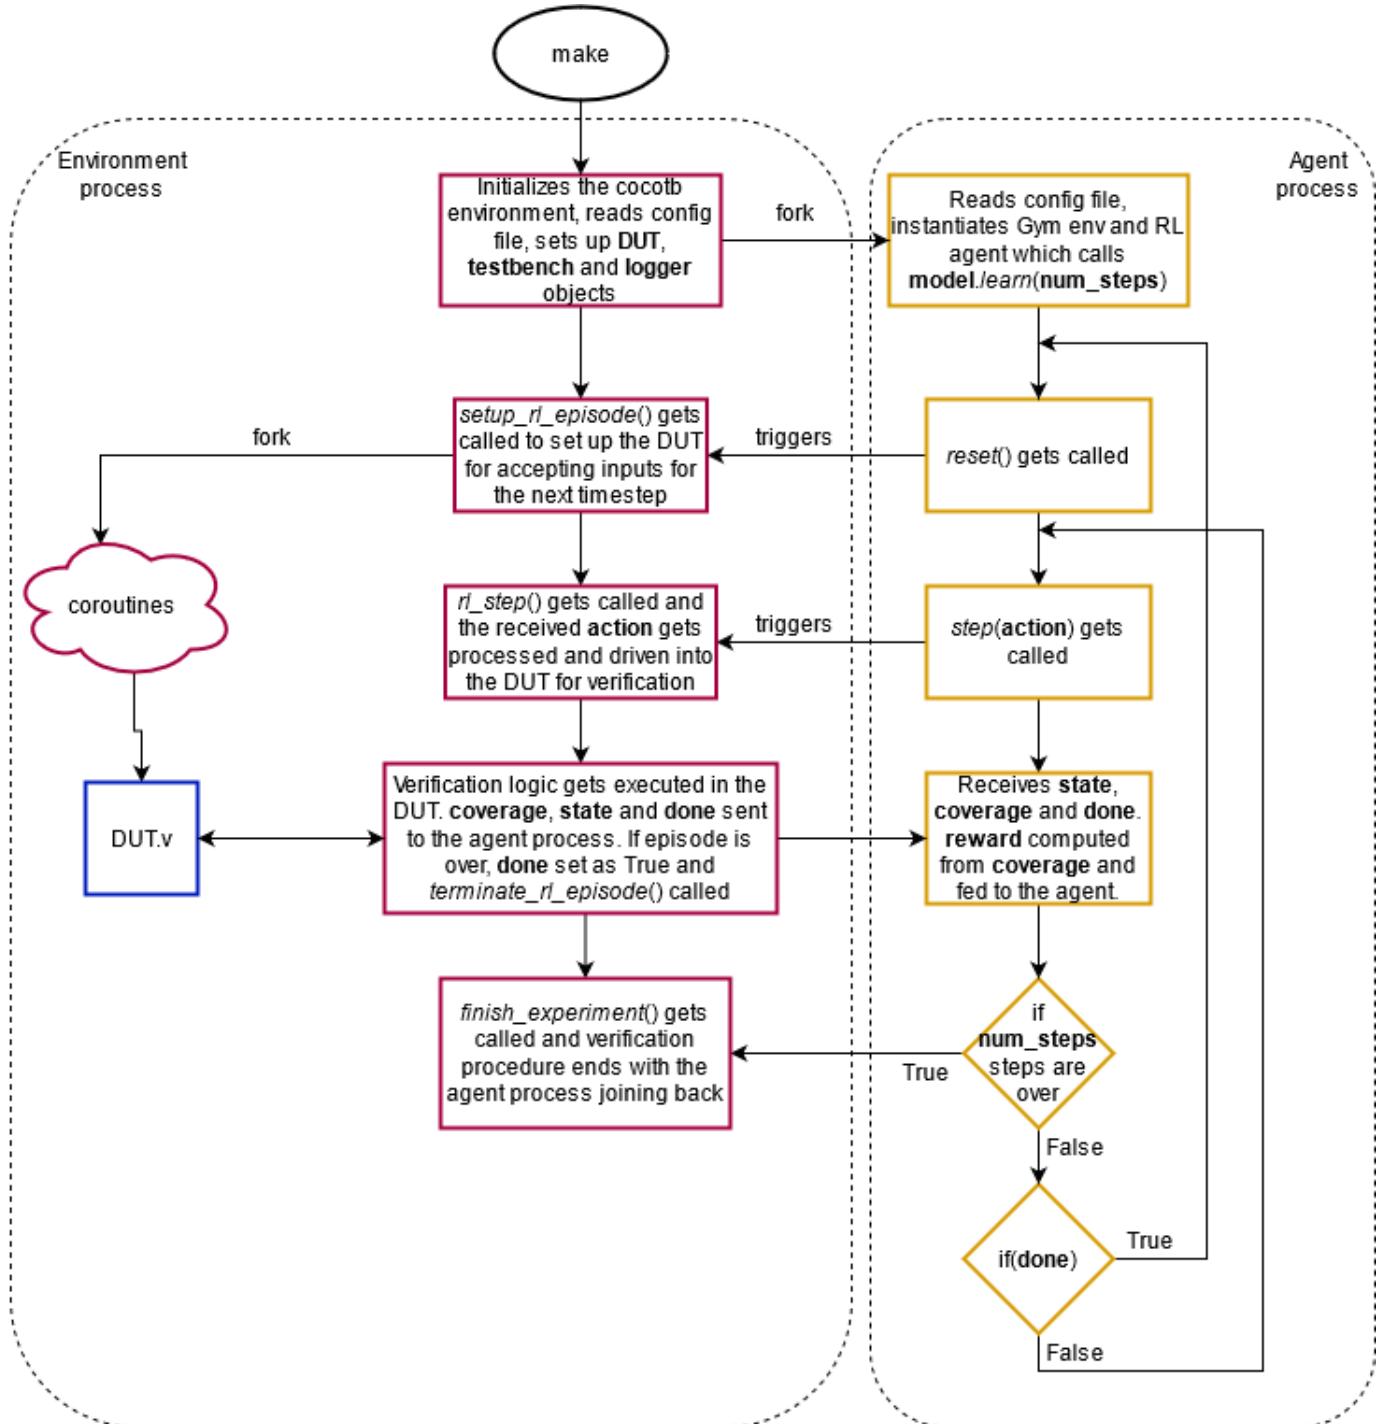 make
Environment
process
Agent
process
Initializes the cocotb
environment, reads config
file, sets up DUT,
testbench and logger
objects
fork
Reads config file,
instantiates Gym env and RL
agent which calls
model.learn(num_steps)
setup_rl_episode() gets
called to set up the DUT
for accepting inputs for
the next timestep
fork
triggers
reset() gets called
coroutines
rl_step() gets called and
the received action gets
processed and driven into
the DUT for verification
triggers
step(action) gets
called
DUT.v
Verification logic gets executed in the
DUT. coverage, state and done sent
to the agent process. If episode is
over, done set as True and
terminate_rl_episode() called
Receives state,
coverage and done.
reward computed
from coverage and
fed to the agent.
finish_experiment() gets
called and verification
procedure ends with the
agent process joining back
True
if
num_steps
steps are
over
False
if(done)
True
False